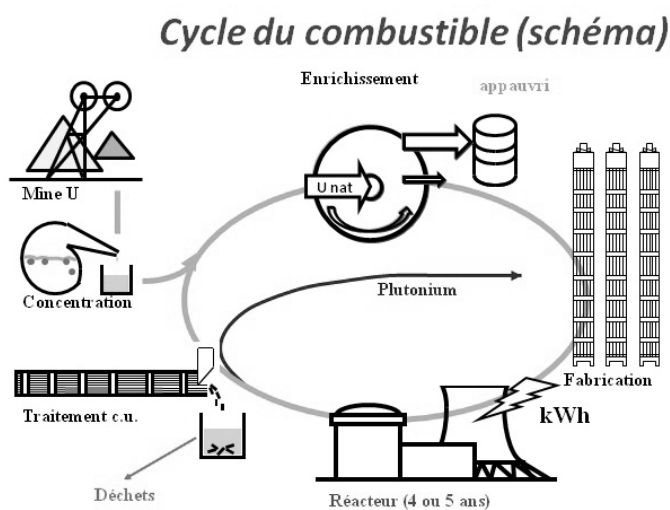 Cycle du combustible (schéma)
Enrichissement
appauvri
Mine U
U nat
Concentration
Plutonium
Fabrication
Traitement c.u.
kWh
Déchets
Réacteur (4 ou 5 ans)